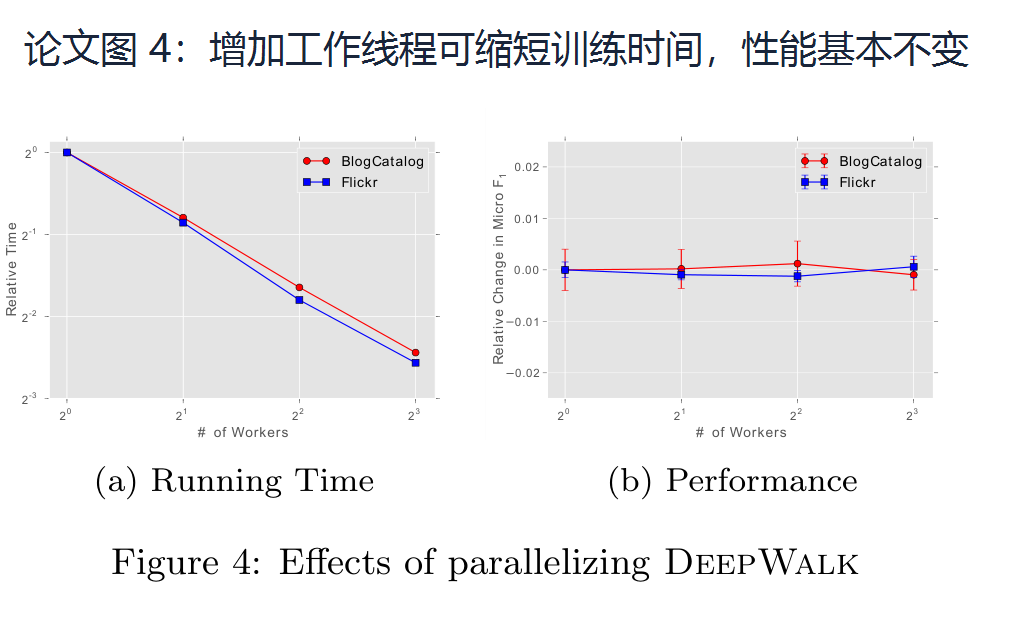 论文图 4：增加工作线程可缩短训练时间，性能基本不变
2^0
2^-1
2^-2
2^-3
Relative Time
BlogCatalog
Flickr
2^0 2^1 2^2 2^3
# of Workers
(a) Running Time
0.02
0.01
0.00
−0.01
−0.02
Relative Change in Micro F₁
BlogCatalog
Flickr
2^0 2^1 2^2 2^3
# of Workers
(b) Performance
Figure 4: Effects of parallelizing DEEPWALK